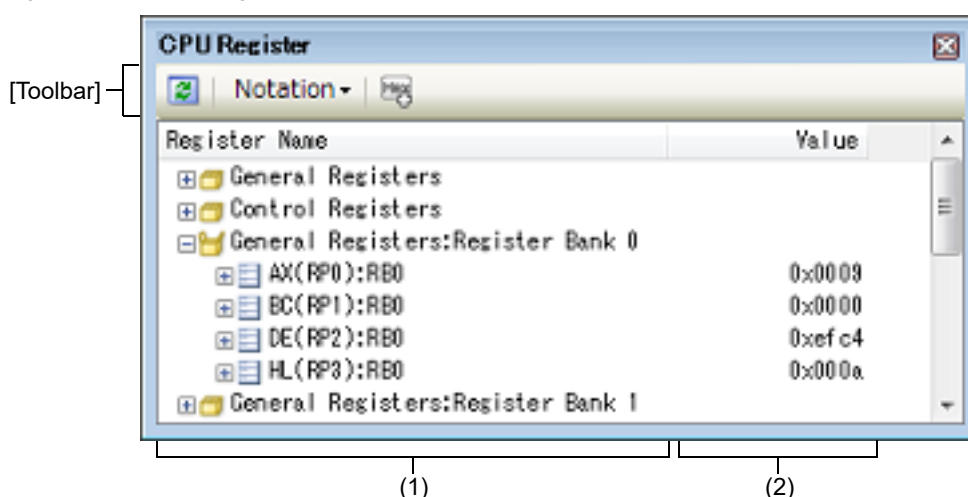 CPU Register
[Toolbar]
Notation
Hex
Register Name Value
General Registers
Control Registers
General Registers:Register Bank 0
AX(RP0):RB0 0x0009
BC(RP1):RB0 0x0000
DE(RP2):RB0 0xefc4
HL(RP3):RB0 0x000a
General Registers:Register Bank 1
(1) (2)